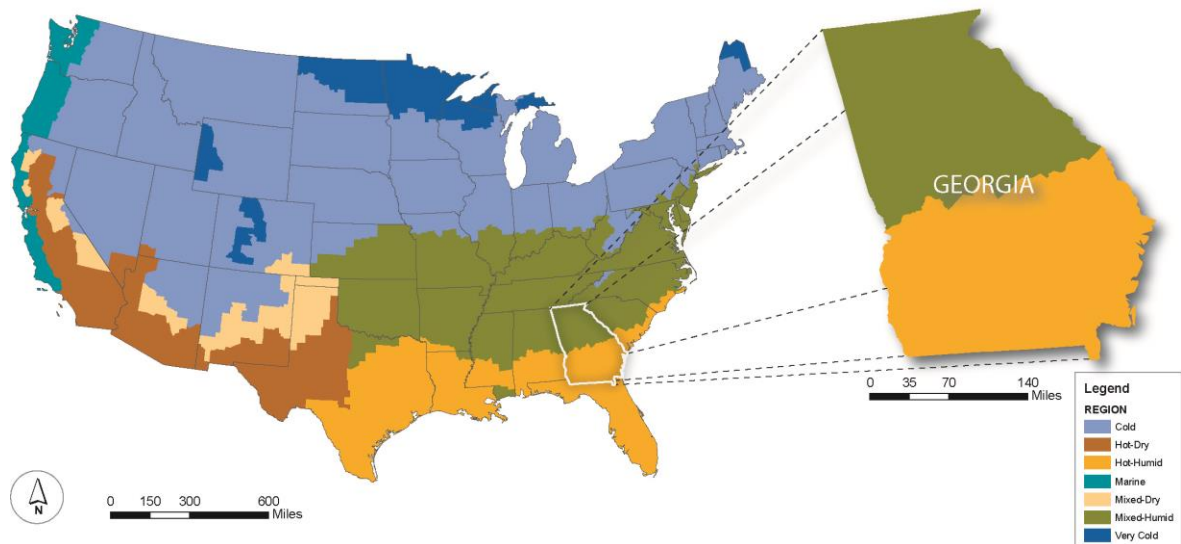 GEORGIA
0 35 70 140
Miles
Legend
REGION
Cold
Hot-Dry
Hot-Humid
Marine
Mixed-Dry
Mixed-Humid
Very Cold
N
0 150 300 600
Miles